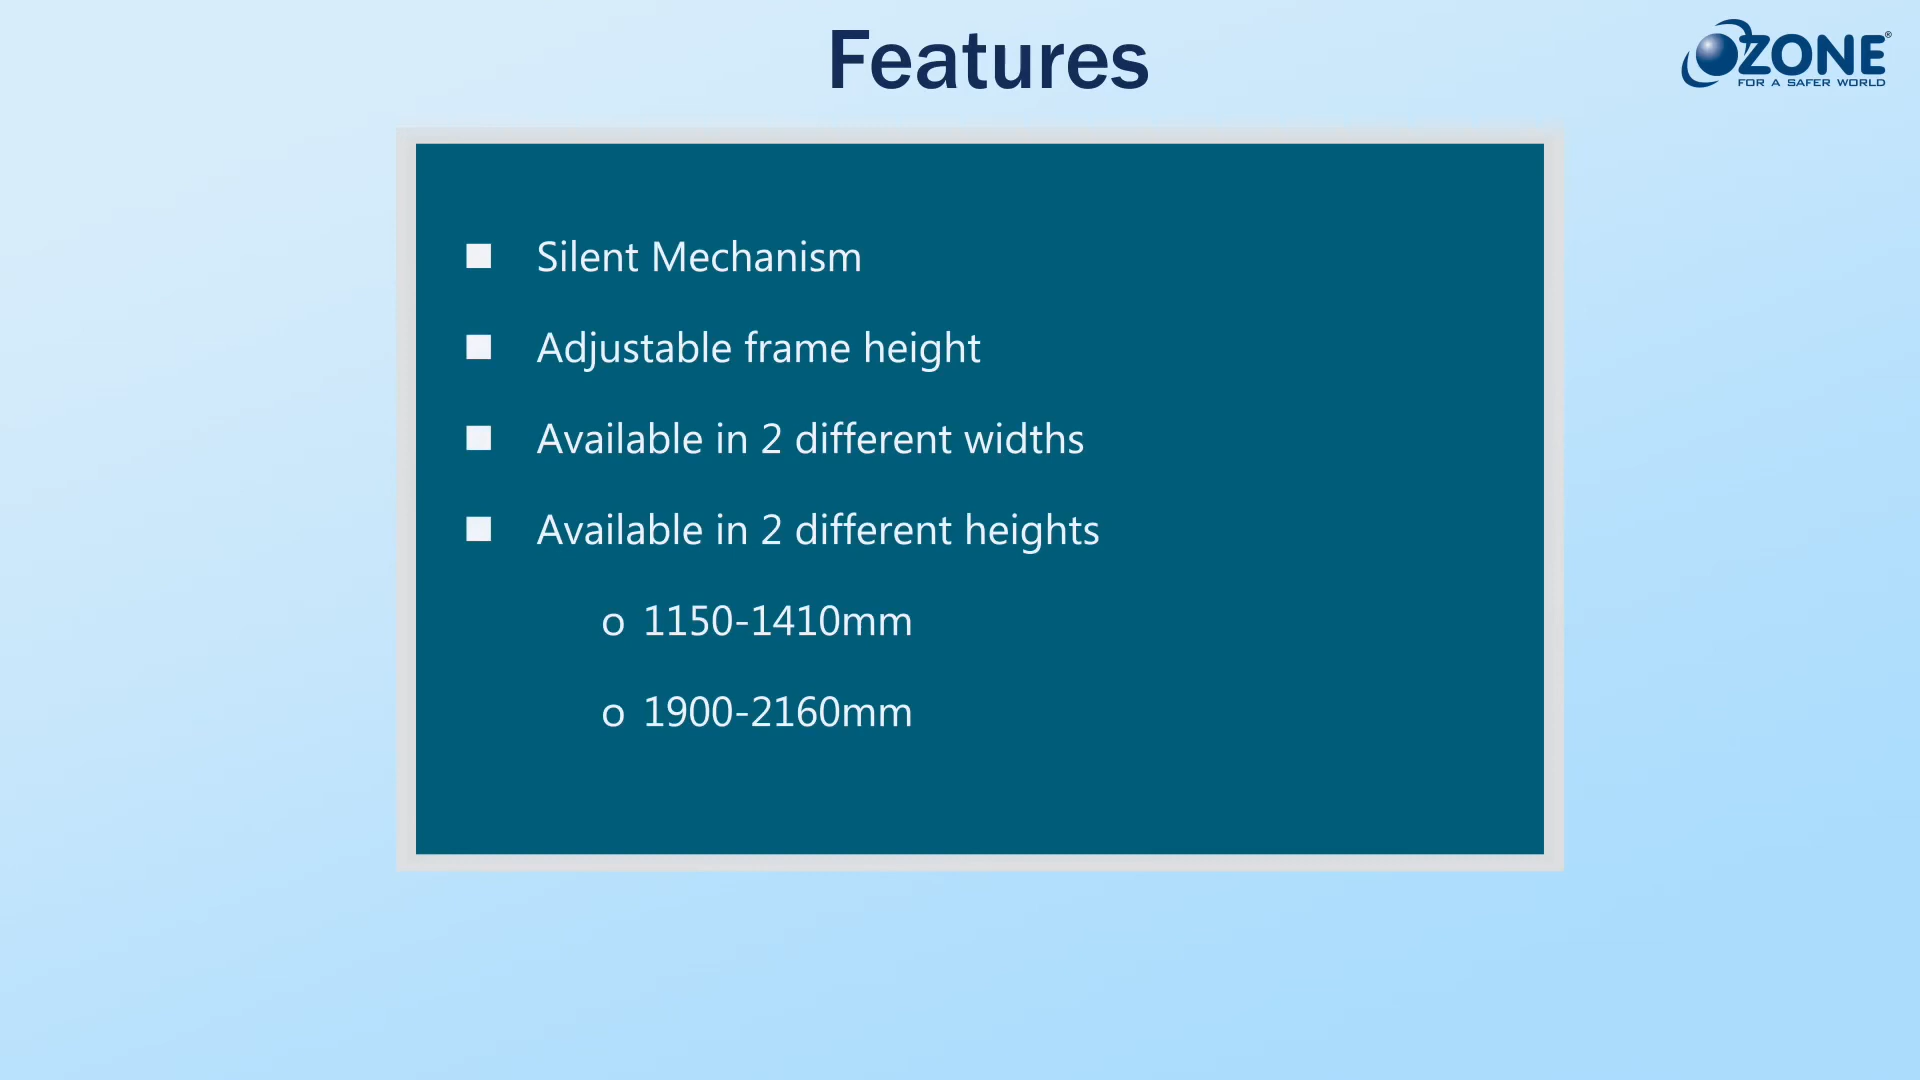 Features
OZONE®
FOR A SAFER WORLD
■ Silent Mechanism
■ Adjustable frame height
■ Available in 2 different widths
■ Available in 2 different heights
o 1150-1410mm
o 1900-2160mm